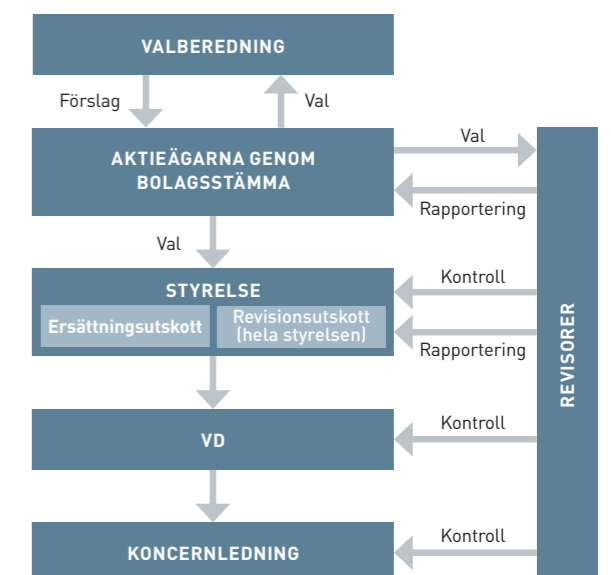 VALBEREDNING
Förslag
Val
AKTIEÄGARNA GENOM
BOLAGSSTÄMMA
Val
Rapportering
Val
STYRELSE
Ersättningsutskott
Revisionsutskott
(hela styrelsen)
Kontroll
Rapportering
REVISORER
VD
Kontroll
KONCERNLEDNING
Kontroll